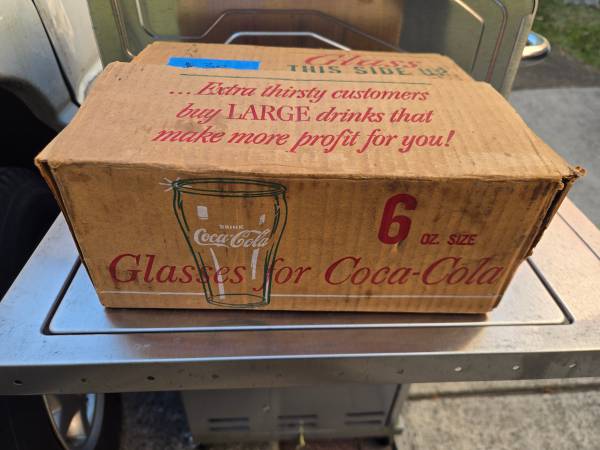 Glass
THIS SIDE UP
... Extra thirsty customers
buy LARGE drinks that
make more profit for you!
DRINK
Coca-Cola
6
OZ. SIZE
Glasses for Coca-Cola